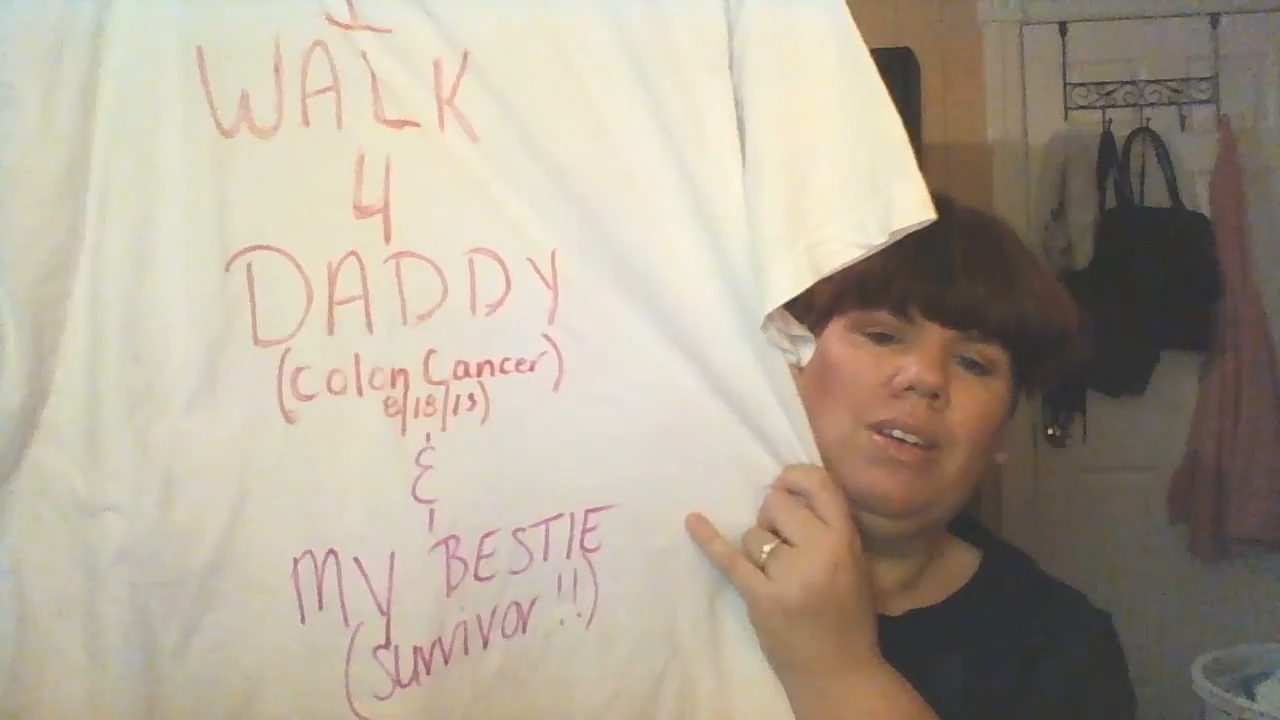 I
WALK
4
DADDY
(Colon Cancer)
8/18/13)
&
My BESTIE
(Survivor!!)